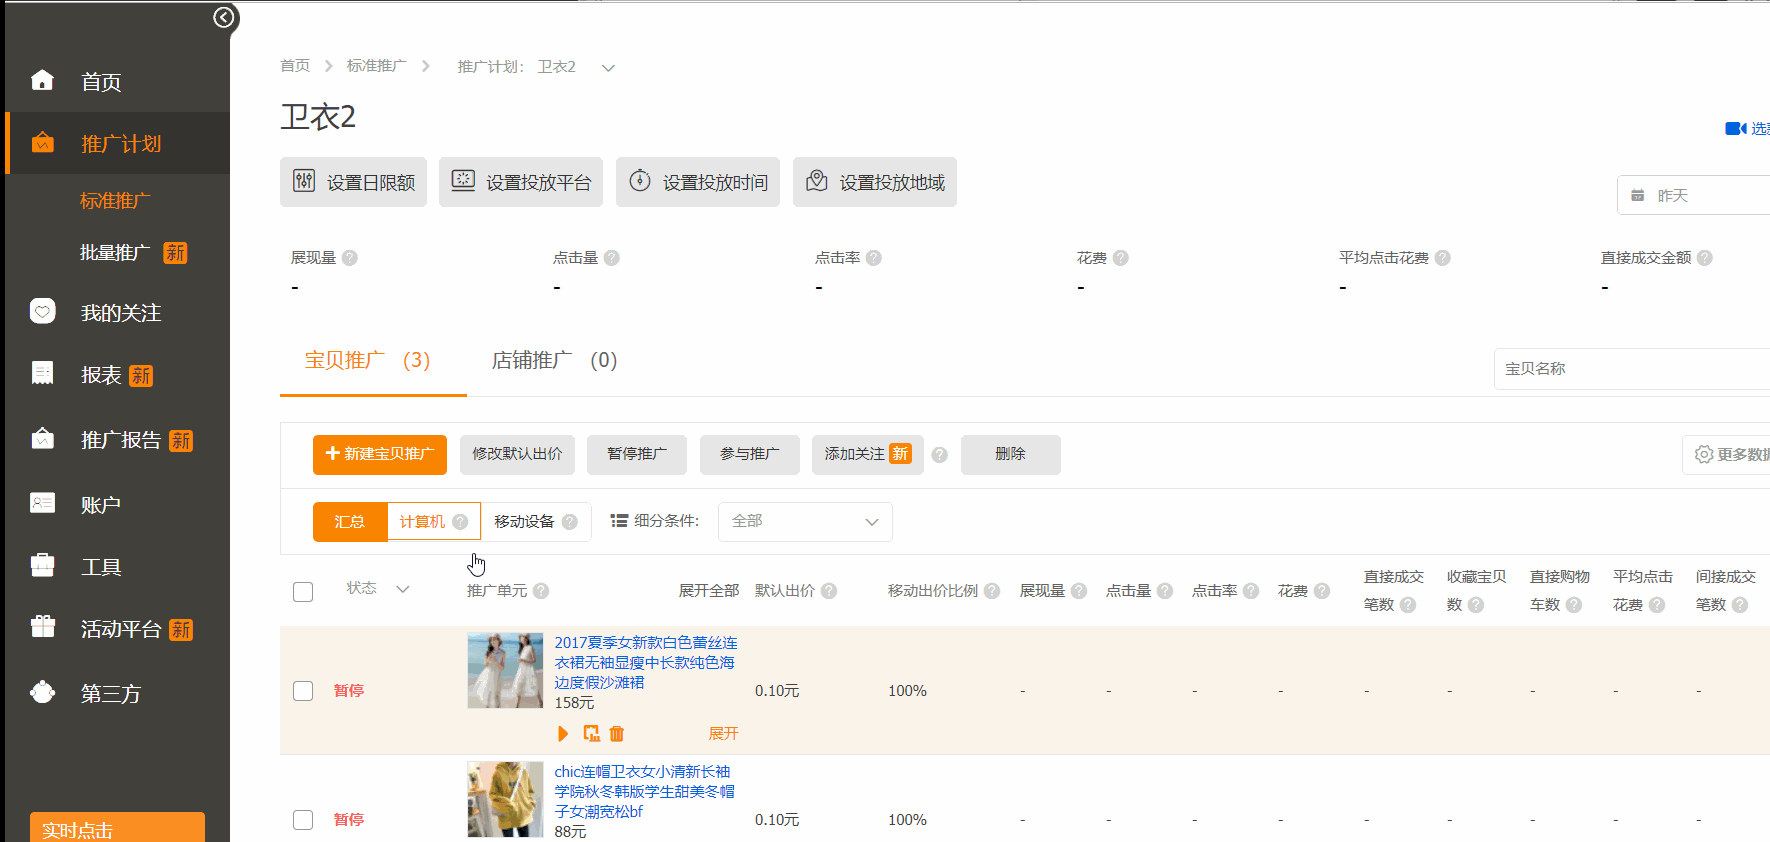 首页
推广计划
标准推广
批量推广 新
我的关注
报表 新
推广报告 新
账户
工具
活动平台 新
第三方
实时点击
首页 标准推广 推广计划: 卫衣2
卫衣2
设置日限额 设置投放平台 设置投放时间 设置投放地域
昨天
展现量 ? 点击量 ? 点击率 ? 花费 ? 平均点击花费 ? 直接成交金额 ?
- - - - - -
宝贝推广 (3) 店铺推广 (0)
宝贝名称
+ 新建宝贝推广 修改默认出价 暂停推广 参与推广 添加关注 新 ? 删除 更多数据
汇总 计算机 ? 移动设备 ? 细分条件: 全部
状态 推广单元 ? 展开全部 默认出价 ? 移动出价比例 ? 展现量 ? 点击量 ? 点击率 ? 花费 ? 直接成交笔数 ? 收藏宝贝数 ? 直接购物车数 ? 平均点击花费 ? 间接成交笔数 ?
2017夏季女新款白色蕾丝连
衣裙无袖显瘦中长款纯色海
边度假沙滩裙
158元
暂停 0.10元 100% - - - - - - - - -
展开
chic连帽卫衣女小清新长袖
学院秋冬韩版学生甜美冬帽
子女潮宽松bf
88元
暂停 0.10元 100% - - - - - - - - -